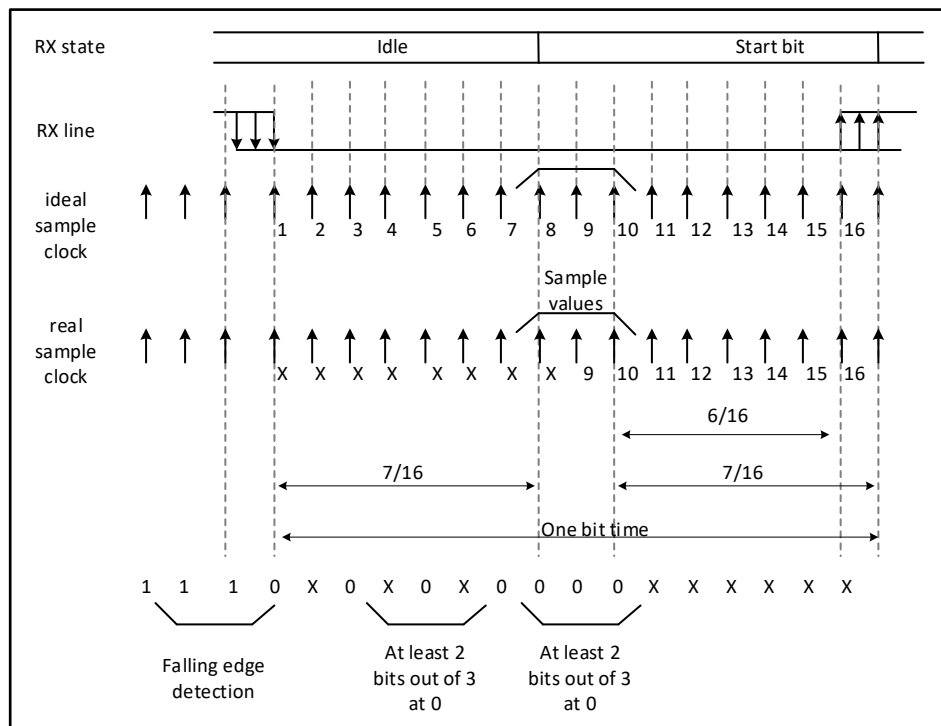 RX state
Idle
Start bit
RX line
ideal
sample
clock
1 2 3 4 5 6 7 8 9 10 11 12 13 14 15 16
Sample
values
real
sample
clock
X X X X X X X X 9 10 11 12 13 14 15 16
6/16
7/16
7/16
One bit time
1 1 1 0 X 0 X 0 X 0 0 0 0 X X X X X X
Falling edge
detection
At least 2
bits out of 3
at 0
At least 2
bits out of 3
at 0